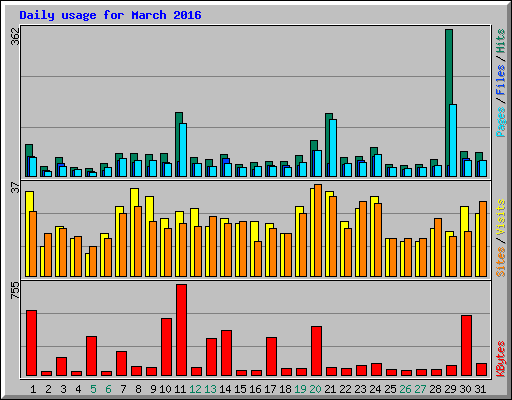 Daily usage for March 2016
362
Pages / Files / Hits
37
Sites / Visits
755
KBytes
1 2 3 4 5 6 7 8 9 10 11 12 13 14 15 16 17 18 19 20 21 22 23 24 25 26 27 28 29 30 31